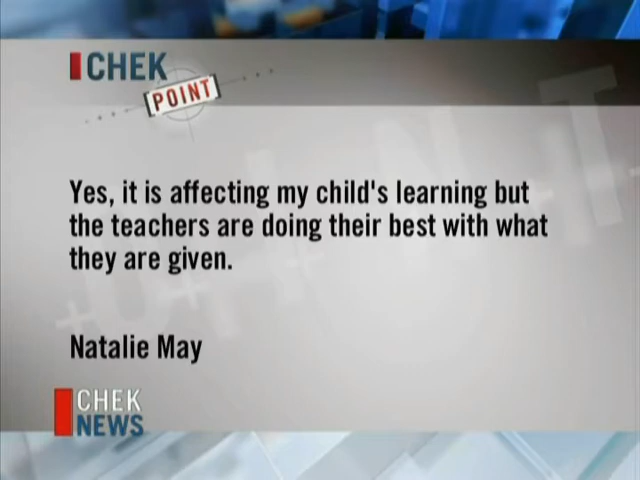 CHEK
POINT
Yes, it is affecting my child's learning but
the teachers are doing their best with what
they are given.
Natalie May
CHEK
NEWS